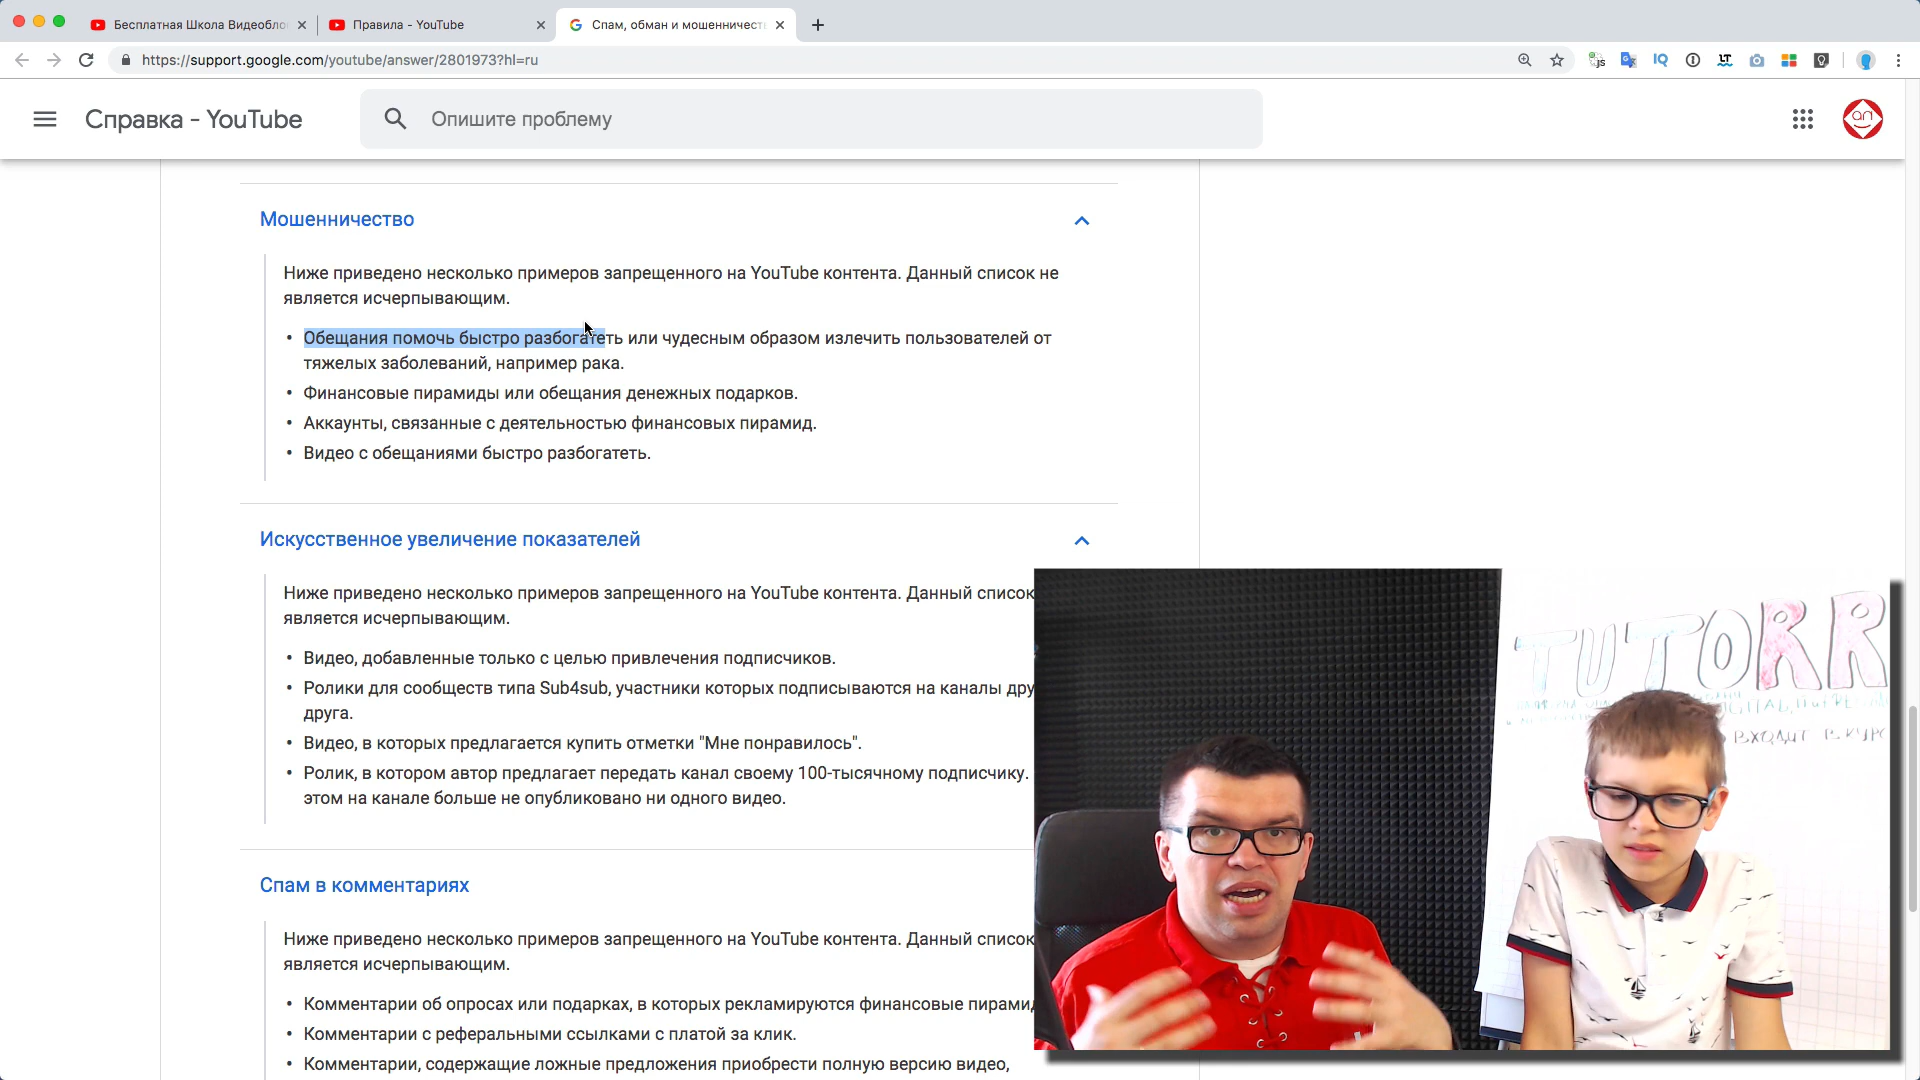 Бесплатная Школа Видеобло
Правила - YouTube
Спам, обман и мошенничест
https://support.google.com/youtube/answer/2801973?hl=ru
Справка - YouTube
Опишите проблему
Мошенничество
Ниже приведено несколько примеров запрещенного на YouTube контента. Данный список не
является исчерпывающим.
• Обещания помочь быстро разбогатеть или чудесным образом излечить пользователей от
тяжелых заболеваний, например рака.
• Финансовые пирамиды или обещания денежных подарков.
• Аккаунты, связанные с деятельностью финансовых пирамид.
• Видео с обещаниями быстро разбогатеть.
Искусственное увеличение показателей
Ниже приведено несколько примеров запрещенного на YouTube контента. Данный список
является исчерпывающим.
• Видео, добавленные только с целью привлечения подписчиков.
• Ролики для сообществ типа Sub4sub, участники которых подписываются на каналы дру
друга.
• Видео, в которых предлагается купить отметки "Мне понравилось".
• Ролик, в котором автор предлагает передать канал своему 100-тысячному подписчику.
этом на канале больше не опубликовано ни одного видео.
Спам в комментариях
Ниже приведено несколько примеров запрещенного на YouTube контента. Данный список
является исчерпывающим.
• Комментарии об опросах или подарках, в которых рекламируются финансовые пирами
• Комментарии с реферальными ссылками с платой за клик.
• Комментарии, содержащие ложные предложения приобрести полную версию видео,
TUTORR
ВХОДИТ В КУРС